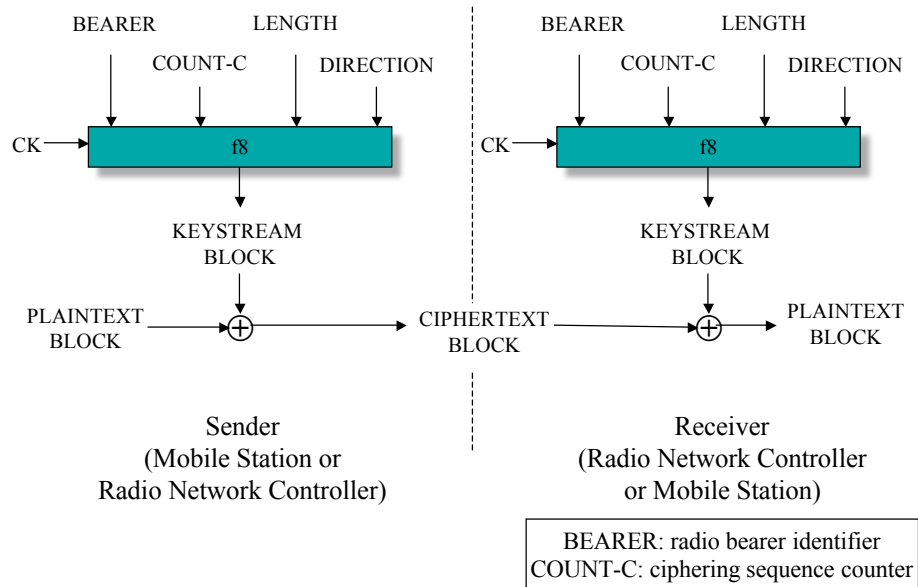 BEARER LENGTH
COUNT-C DIRECTION
CK
f8
KEYSTREAM
BLOCK
PLAINTEXT
BLOCK
BEARER LENGTH
COUNT-C DIRECTION
CK
f8
KEYSTREAM
BLOCK
CIPHERTEXT
BLOCK
PLAINTEXT
BLOCK
Sender
(Mobile Station or
Radio Network Controller)
Receiver
(Radio Network Controller
or Mobile Station)
BEARER: radio bearer identifier
COUNT-C: ciphering sequence counter